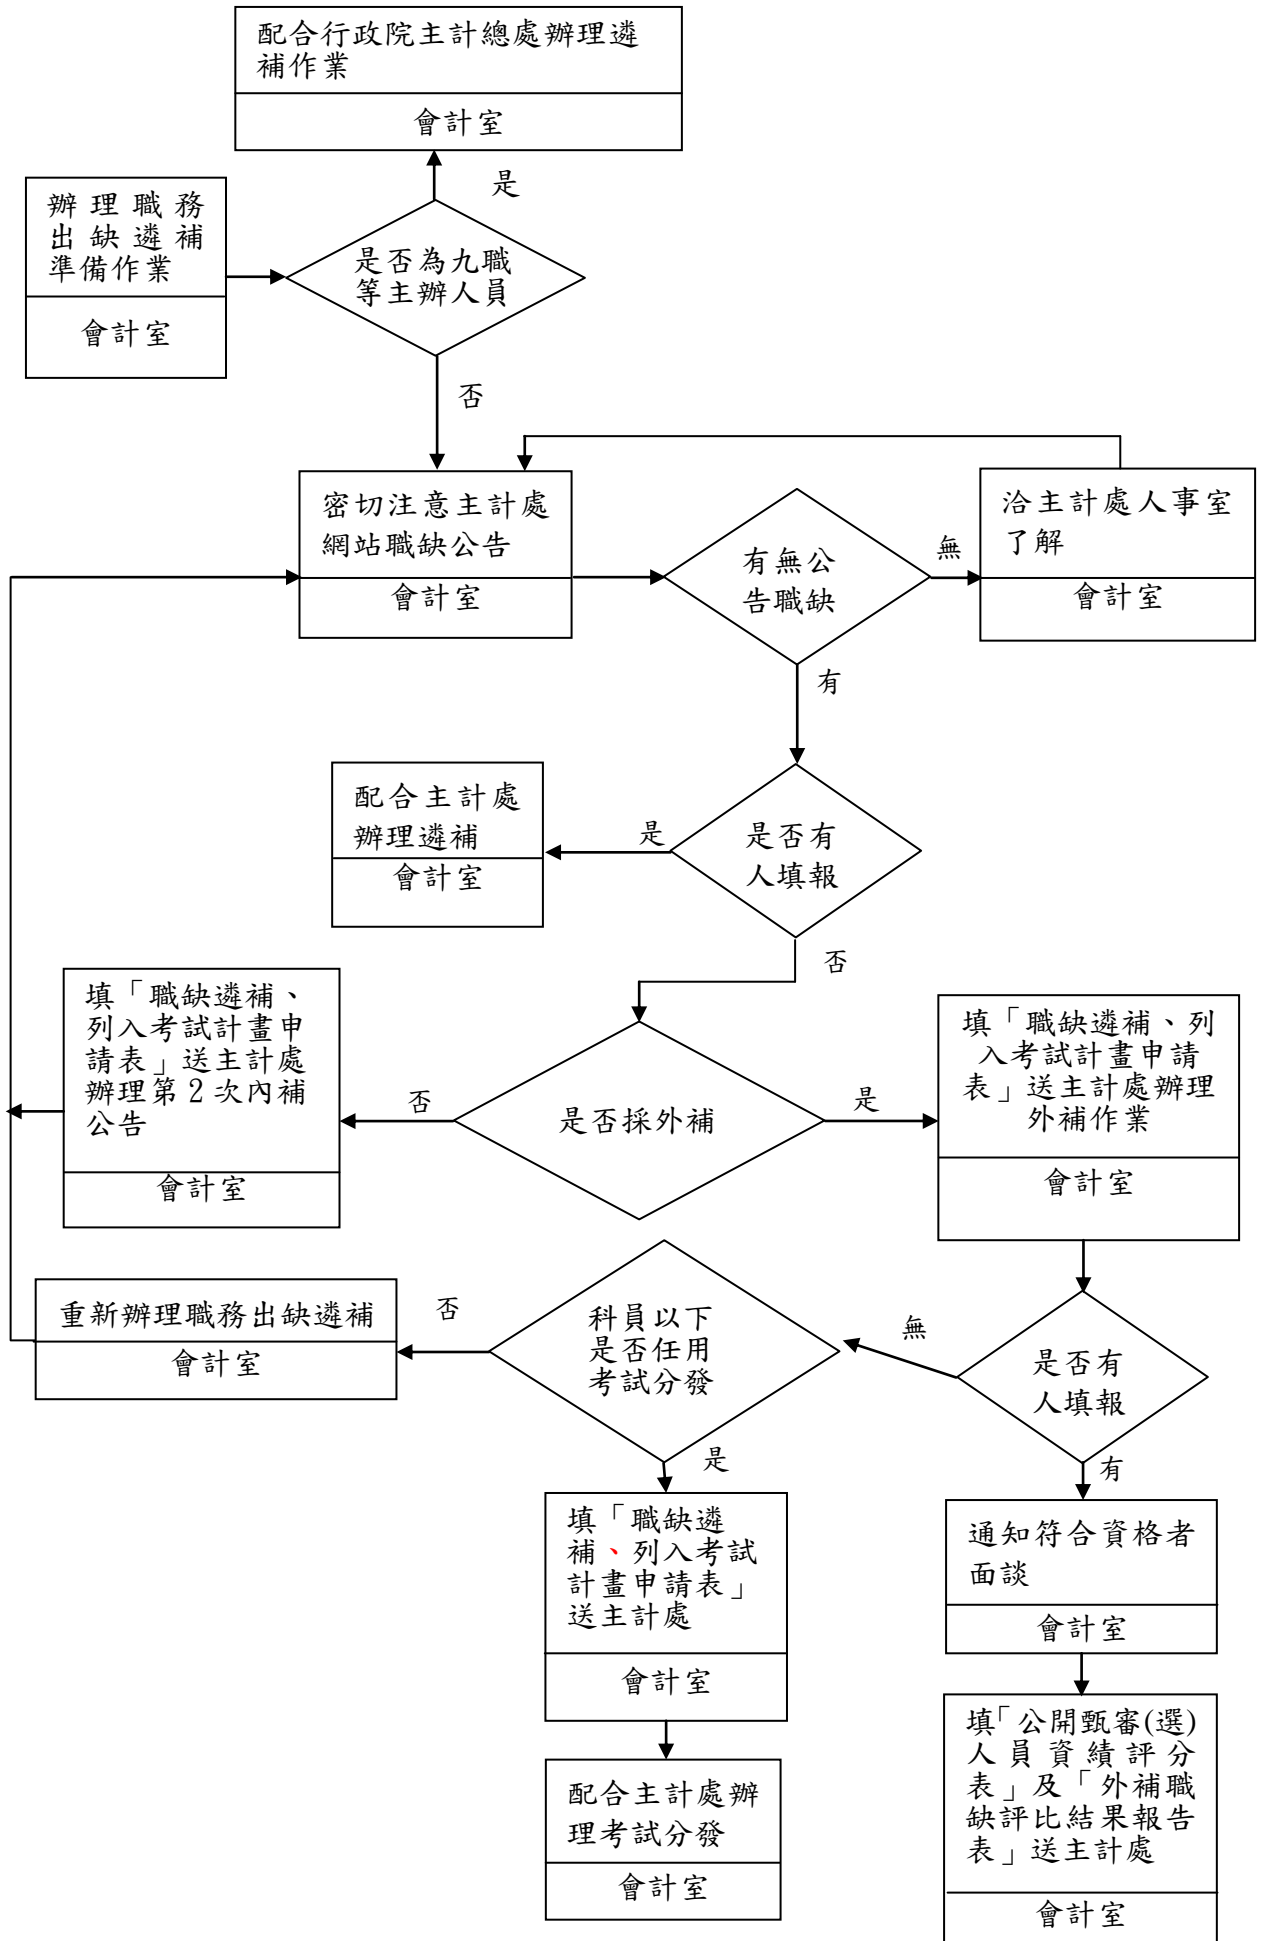 配合行政院主計總處辦理遴
補作業
會計室
是
辦理職務
出缺遴補
準備作業
會計室
是否為九職
等主辦人員
否
密切注意主計處
網站職缺公告
會計室
有無公
告職缺
無
洽主計處人事室
了解
會計室
有
配合主計處
辦理遴補
會計室
是
是否有
人填報
否
填「職缺遴補、
列入考試計畫申
請表」送主計處
辦理第2次內補
公告
會計室
否
是否採外補
是
填「職缺遴補、列
入考試計畫申請
表」送主計處辦理
外補作業
會計室
重新辦理職務出缺遴補
會計室
否
科員以下
是否任用
考試分發
無
是否有
人填報
是
有
填「職缺遴
補、列入考試
計畫申請表」
送主計處
會計室
通知符合資格者
面談
會計室
配合主計處辦
理考試分發
會計室
填「公開甄審(選)
人員資績評分
表」及「外補職
缺評比結果報告
表」送主計處
會計室